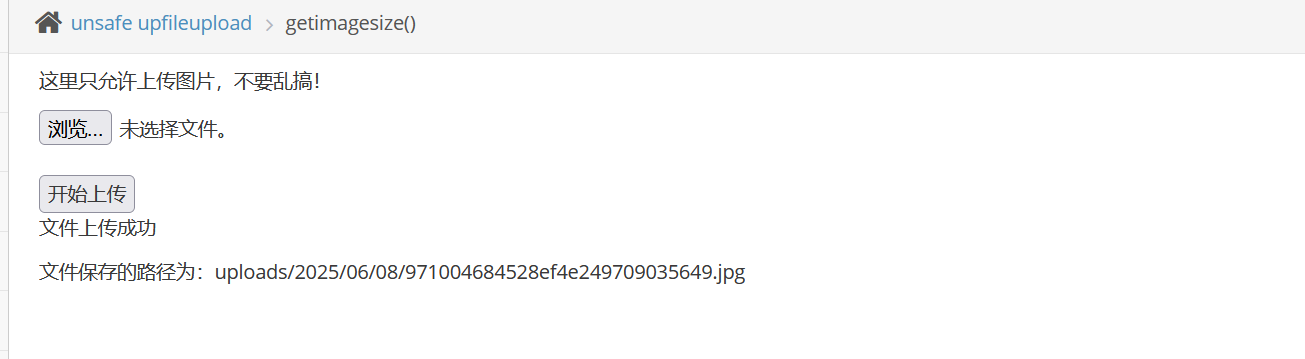 unsafe upfileupload > getimagesize()
这里只允许上传图片，不要乱搞！
浏览... 未选择文件。
开始上传
文件上传成功
文件保存的路径为：uploads/2025/06/08/971004684528ef4e249709035649.jpg